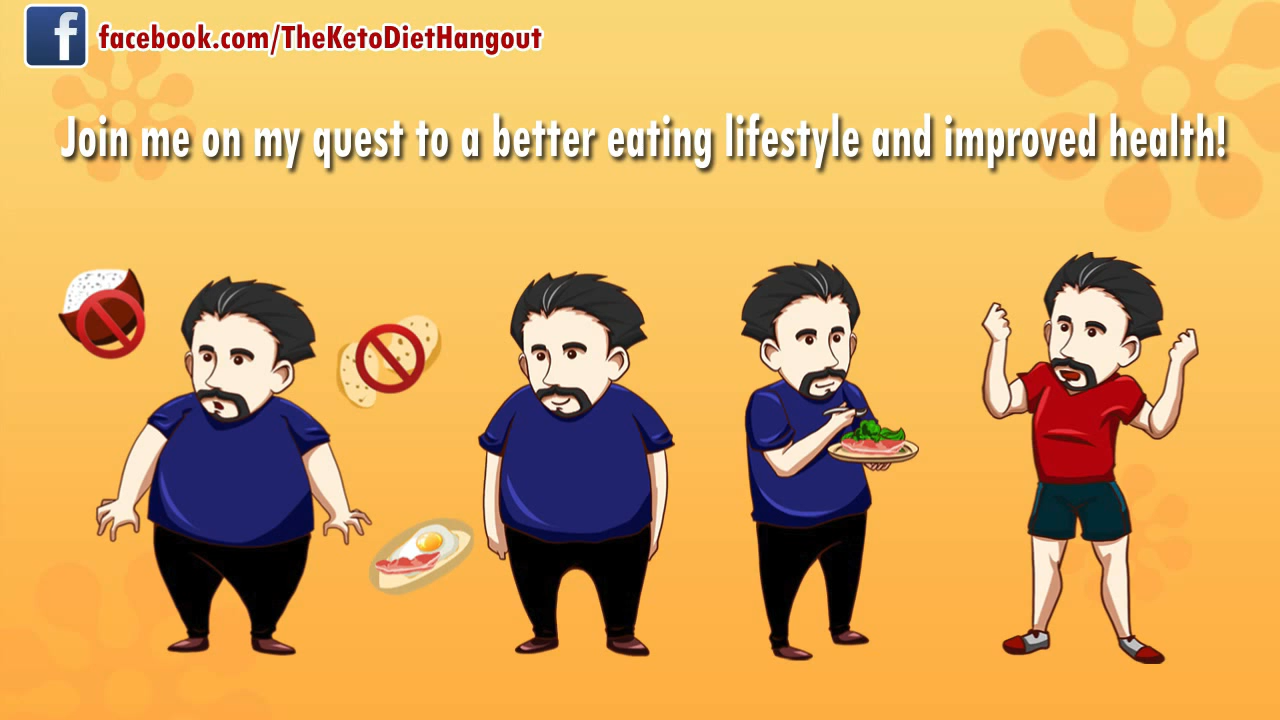 facebook.com/TheKetoDietHangout
Join me on my quest to a better eating lifestyle and improved health!